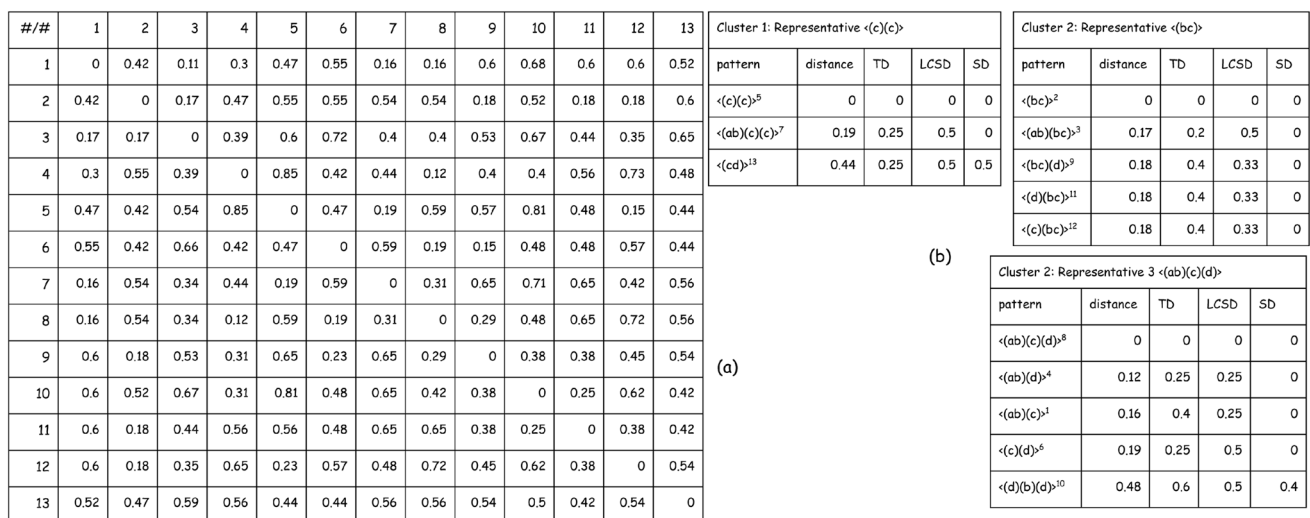 #/# 1 2 3 4 5 6 7 8 9 10 11 12 13
1 0 0.42 0.11 0.3 0.47 0.55 0.16 0.16 0.6 0.68 0.6 0.6 0.52
2 0.42 0 0.17 0.47 0.55 0.55 0.54 0.54 0.18 0.52 0.18 0.18 0.6
3 0.17 0.17 0 0.39 0.6 0.72 0.4 0.4 0.53 0.67 0.44 0.35 0.65
4 0.3 0.55 0.39 0 0.85 0.42 0.44 0.12 0.4 0.4 0.56 0.73 0.48
5 0.47 0.42 0.54 0.85 0 0.47 0.19 0.59 0.57 0.81 0.48 0.15 0.44
6 0.55 0.42 0.66 0.42 0.47 0 0.59 0.19 0.15 0.48 0.48 0.57 0.44
7 0.16 0.54 0.34 0.44 0.19 0.59 0 0.31 0.65 0.71 0.65 0.42 0.56
8 0.16 0.54 0.34 0.12 0.59 0.19 0.31 0 0.29 0.48 0.65 0.72 0.56
9 0.6 0.18 0.53 0.31 0.65 0.23 0.65 0.29 0 0.38 0.38 0.45 0.54
10 0.6 0.52 0.67 0.31 0.81 0.48 0.65 0.42 0.38 0 0.25 0.62 0.42
11 0.6 0.18 0.44 0.56 0.56 0.48 0.65 0.65 0.38 0.25 0 0.38 0.42
12 0.6 0.18 0.35 0.65 0.23 0.57 0.48 0.72 0.45 0.62 0.38 0 0.54
13 0.52 0.47 0.59 0.56 0.44 0.44 0.56 0.56 0.54 0.5 0.42 0.54 0
(a)
Cluster 1: Representative <(c)(c)>
pattern distance TD LCSD SD
<(c)(c)>⁵ 0 0 0 0
<(ab)(c)(c)>⁷ 0.19 0.25 0.5 0
<(cd)>¹³ 0.44 0.25 0.5 0.5
Cluster 2: Representative <(bc)>
pattern distance TD LCSD SD
<(bc)>² 0 0 0 0
<(ab)(bc)>³ 0.17 0.2 0.5 0
<(bc)(d)>⁹ 0.18 0.4 0.33 0
<(d)(bc)>¹¹ 0.18 0.4 0.33 0
<(c)(bc)>¹² 0.18 0.4 0.33 0
(b)
Cluster 2: Representative 3 <(ab)(c)(d)>
pattern distance TD LCSD SD
<(ab)(c)(d)>⁸ 0 0 0 0
<(ab)(d)>⁴ 0.12 0.25 0.25 0
<(ab)(c)>¹ 0.16 0.4 0.25 0
<(c)(d)>⁶ 0.19 0.25 0.5 0
<(d)(b)(d)>¹⁰ 0.48 0.6 0.5 0.4